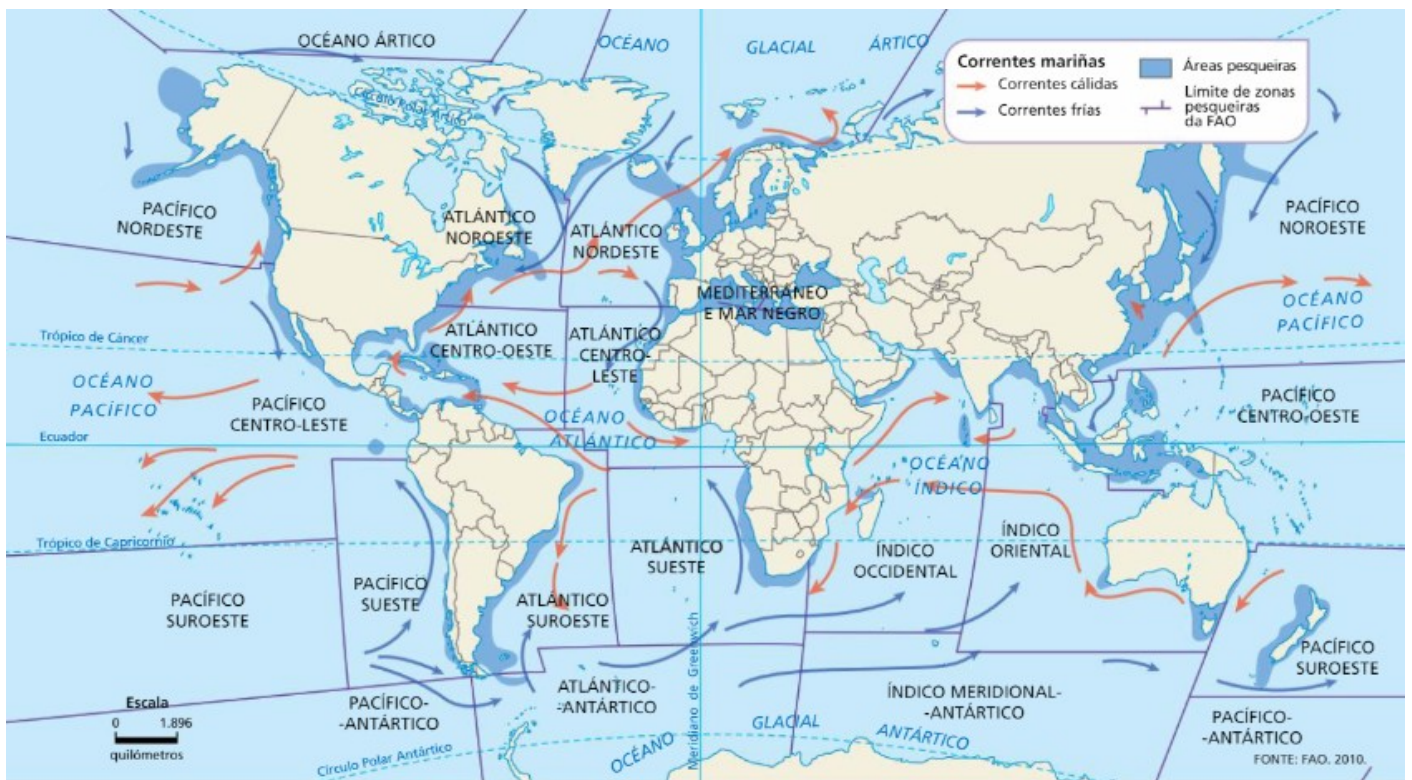 OCÉANO ÁRTICO
OCÉANO
GLACIAL
ÁRTICO
Correntes mariñas
Correntes cálidas
Correntes frías
Áreas pesqueiras
Límite de zonas
pesqueiras
da FAO
Círculo Polar Ártico
PACÍFICO
NORDESTE
ATLÁNTICO
NOROESTE
ATLÁNTICO
NORDESTE
PACÍFICO
NOROESTE
MEDITERRÁNEO
E MAR NEGRO
OCÉANO
PACÍFICO
Trópico de Cáncer
ATLÁNTICO
CENTRO-OESTE
ATLÁNTICO
CENTRO-
LESTE
OCÉANO
PACÍFICO
PACÍFICO
CENTRO-LESTE
OCÉANO
ATLÁNTICO
PACÍFICO
CENTRO-OESTE
Ecuador
OCÉANO
ÍNDICO
Trópico de Capricornio
PACÍFICO
SUROESTE
PACÍFICO
SUESTE
ATLÁNTICO
SUROESTE
ATLÁNTICO
SUESTE
ÍNDICO
OCCIDENTAL
ÍNDICO
ORIENTAL
PACÍFICO
SUROESTE
Meridiano de Greenwich
Escala
0 1.896
quilómetros
PACÍFICO-
-ANTÁRTICO
ATLÁNTICO-
-ANTÁRTICO
ÍNDICO MERIDIONAL-
-ANTÁRTICO
PACÍFICO-
-ANTÁRTICO
Círculo Polar Antártico
OCÉANO
GLACIAL
ANTÁRTICO
FONTE: FAO. 2010.